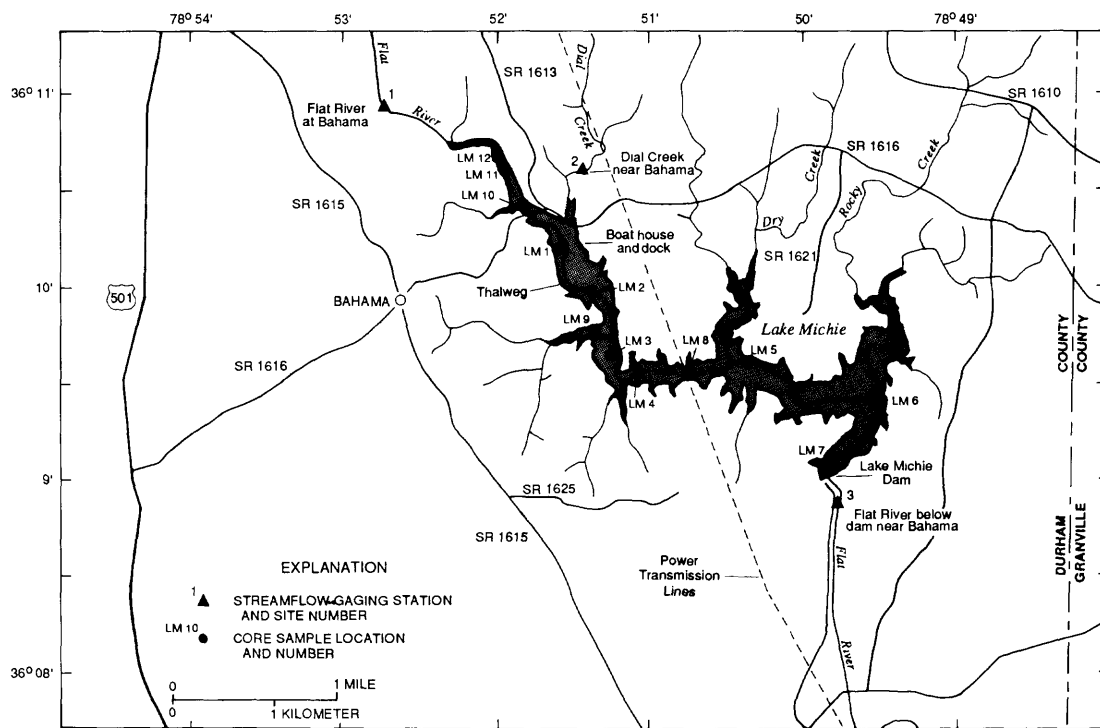 78° 54'
53'
52'
51'
50'
78° 49'
36° 11'
10'
9'
36° 08'
Flat
River
1
Flat River
at Bahama
SR 1613
Dial
Creek
2
Dial Creek
near Bahama
SR 1610
SR 1616
Creek
Creek
Rocky
Dry
SR 1621
SR 1615
LM 12
LM 11
LM 10
LM 1
Boat house
and dock
Thalweg
LM 2
BAHAMA
501
LM 9
LM 3
LM 8
LM 5
Lake Michie
LM 4
LM 6
LM 7
Lake Michie
Dam
3
Flat River below
dam near Bahama
SR 1616
SR 1625
SR 1615
Power
Transmission
Lines
Flat
River
COUNTY
COUNTY
DURHAM
GRANVILLE
EXPLANATION
1
STREAMFLOW-GAGING STATION
AND SITE NUMBER
LM 10
CORE SAMPLE LOCATION
AND NUMBER
0 1 MILE
0 1 KILOMETER